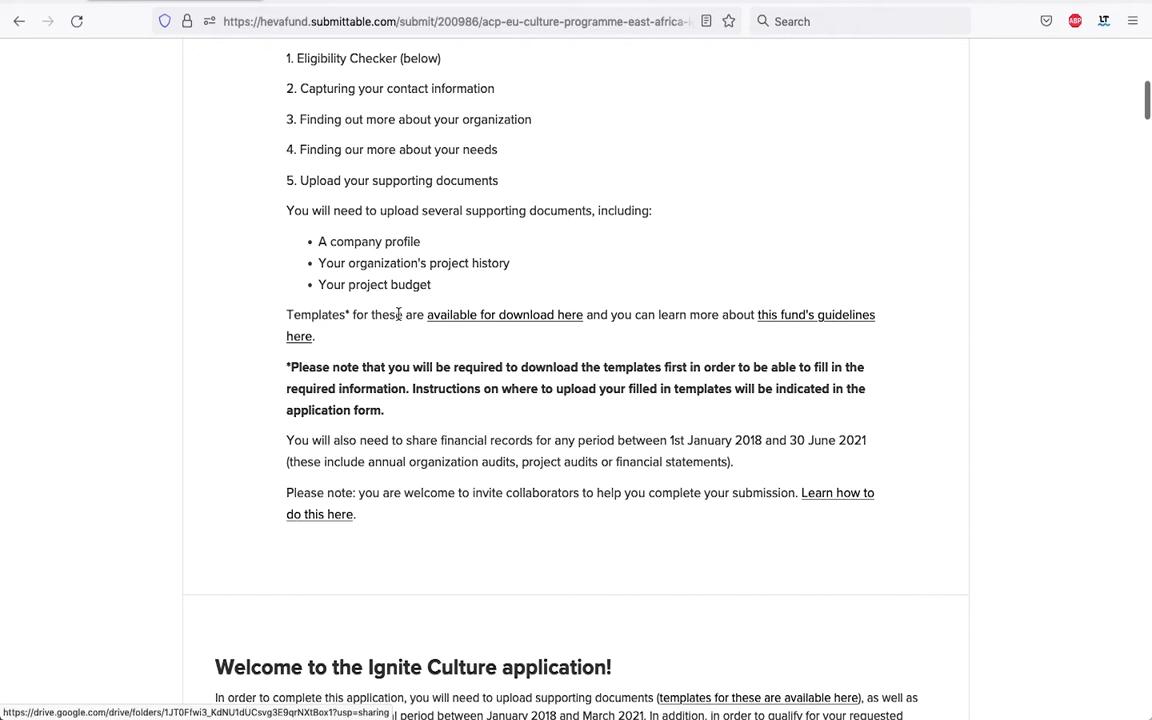 https://hevafund.submittable.com/submit/200986/acp-eu-culture-programme-east-africa-
Search
ABP
LT
1. Eligibility Checker (below)
2. Capturing your contact information
3. Finding out more about your organization
4. Finding our more about your needs
5. Upload your supporting documents
You will need to upload several supporting documents, including:
• A company profile
• Your organization's project history
• Your project budget
Templates* for these are available for download here and you can learn more about this fund's guidelines
here.
*Please note that you will be required to download the templates first in order to be able to fill in the
required information. Instructions on where to upload your filled in templates will be indicated in the
application form.
You will also need to share financial records for any period between 1st January 2018 and 30 June 2021
(these include annual organization audits, project audits or financial statements).
Please note: you are welcome to invite collaborators to help you complete your submission. Learn how to
do this here.
Welcome to the Ignite Culture application!
In order to complete this application, you will need to upload supporting documents (templates for these are available here), as well as
https://drive.google.com/drive/folders/1JT0Ffwi3_KdNU1dUCsvg3E9qrNXtBox1?usp=sharing
l period between January 2018 and March 2021. In addition, in order to qualify for your requested